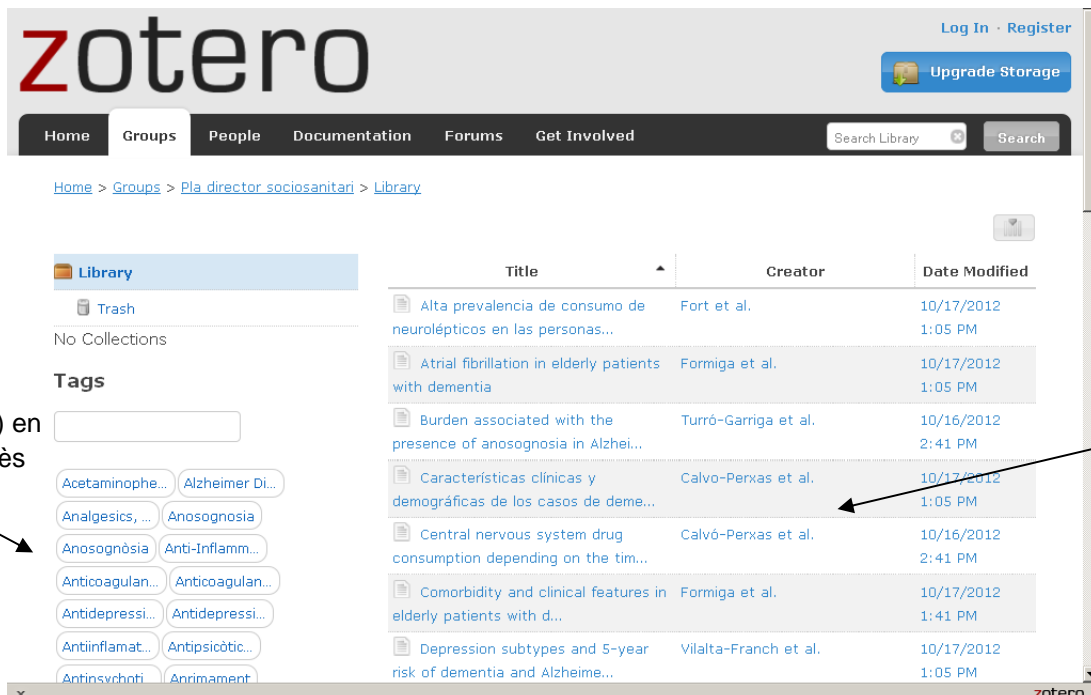 zotero
Log In · Register
Upgrade Storage
Home Groups People Documentation Forums Get Involved
Search Library Search
Home > Groups > Pla director sociosanitari > Library
Library
Trash
No Collections
Tags
) en
ès
Acetaminophe... Alzheimer Di...
Analgesics, ... Anosognosia
Anosognòsia Anti-Inflamm...
Anticoagulan... Anticoagulan...
Antidepressi... Antidepressi...
Antiinflamat... Antipsicòtic...
Antipsychoti... Anrimament
Title Creator Date Modified
Alta prevalencia de consumo de Fort et al. 10/17/2012
neurolépticos en las personas... 1:05 PM
Atrial fibrillation in elderly patients Formiga et al. 10/17/2012
with dementia 1:05 PM
Burden associated with the Turró-Garriga et al. 10/16/2012
presence of anosognosia in Alzhei... 2:41 PM
Características clínicas y Calvo-Perxas et al. 10/17/2012
demográficas de los casos de deme... 1:05 PM
Central nervous system drug Calvó-Perxas et al. 10/16/2012
consumption depending on the tim... 2:41 PM
Comorbidity and clinical features in Formiga et al. 10/17/2012
elderly patients with d... 1:41 PM
Depression subtypes and 5-year Vilalta-Franch et al. 10/17/2012
risk of dementia and Alzheime... 1:05 PM
zotero